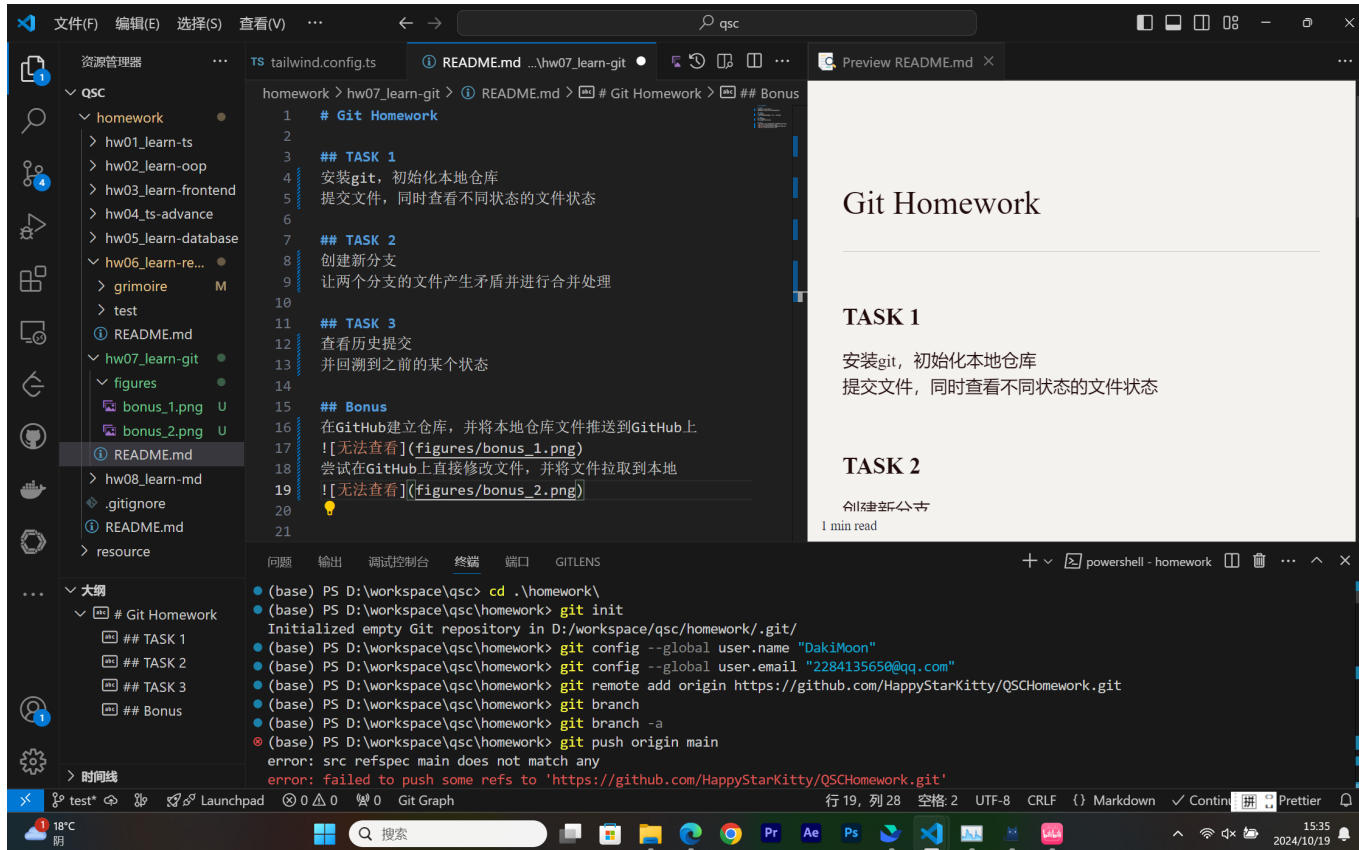 文件(F) 编辑(E) 选择(S) 查看(V) ··· qsc
资源管理器 ···
QSC
homework
hw01_learn-ts
hw02_learn-oop
hw03_learn-frontend
hw04_ts-advance
hw05_learn-database
hw06_learn-re...
grimoire M
test
README.md
hw07_learn-git
figures
bonus_1.png U
bonus_2.png U
README.md
hw08_learn-md
.gitignore
README.md
resource
大纲
# Git Homework
## TASK 1
## TASK 2
## TASK 3
## Bonus
时间线
1
4
1
TS tailwind.config.ts README.md ...\hw07_learn-git
homework > hw07_learn-git > README.md > # Git Homework > ## Bonus
1 # Git Homework
2
3 ## TASK 1
4 安装git，初始化本地仓库
5 提交文件，同时查看不同状态的文件状态
6
7 ## TASK 2
8 创建新分支
9 让两个分支的文件产生矛盾并进行合并处理
10
11 ## TASK 3
12 查看历史提交
13 并回溯到之前的某个状态
14
15 ## Bonus
16 在GitHub建立仓库，并将本地仓库文件推送到GitHub上
17 ![无法查看](figures/bonus_1.png)
18 尝试在GitHub上直接修改文件，并将文件拉取到本地
19 ![无法查看](figures/bonus_2.png)
20
21
Preview README.md
Git Homework
TASK 1
安装git，初始化本地仓库
提交文件，同时查看不同状态的文件状态
TASK 2
创建新分支
1 min read
问题 输出 调试控制台 终端 端口 GITLENS powershell - homework
(base) PS D:\workspace\qsc> cd .\homework\
(base) PS D:\workspace\qsc\homework> git init
Initialized empty Git repository in D:/workspace/qsc/homework/.git/
(base) PS D:\workspace\qsc\homework> git config --global user.name "DakiMoon"
(base) PS D:\workspace\qsc\homework> git config --global user.email "2284135650@qq.com"
(base) PS D:\workspace\qsc\homework> git remote add origin https://github.com/HappyStarKitty/QSCHomework.git
(base) PS D:\workspace\qsc\homework> git branch
(base) PS D:\workspace\qsc\homework> git branch -a
(base) PS D:\workspace\qsc\homework> git push origin main
error: src refspec main does not match any
error: failed to push some refs to 'https://github.com/HappyStarKitty/QSCHomework.git'
test* Launchpad 0 0 0 Git Graph 行 19，列 28 空格: 2 UTF-8 CRLF {} Markdown Continu 拼 Prettier
1 18°C
阴
搜索 Pr Ae Ps
15:35
2024/10/19